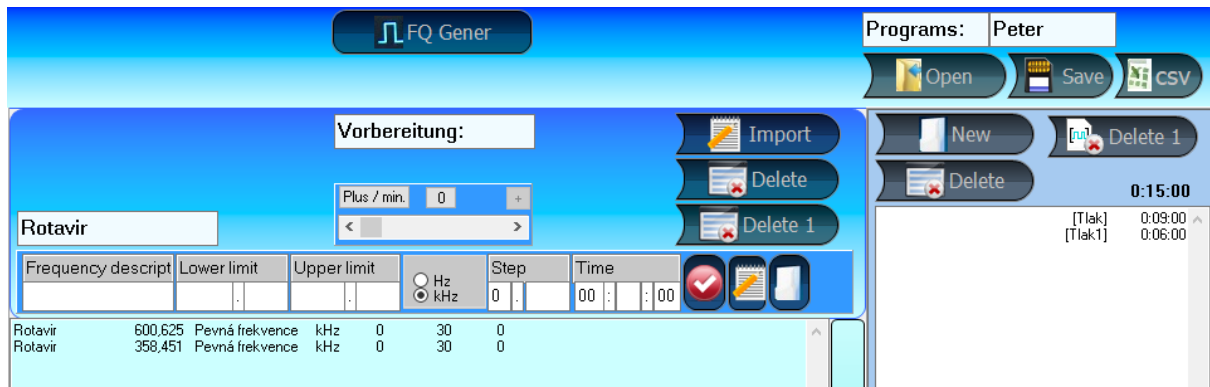 FQ Gener
Programs: Peter
Open Save CSV
Vorbereitung:
Import
New Delete 1
Delete
Delete
0:15:00
Plus / min. 0 +
Rotavir
Delete 1
[Tlak] 0:09:00
[Tlak1] 0:06:00
Frequency descript Lower limit Upper limit Step Time
Hz
kHz
. . 0 . 00 : : 00
Rotavir 600,625 Pevná frekvence kHz 0 30 0
Rotavir 358,451 Pevná frekvence kHz 0 30 0